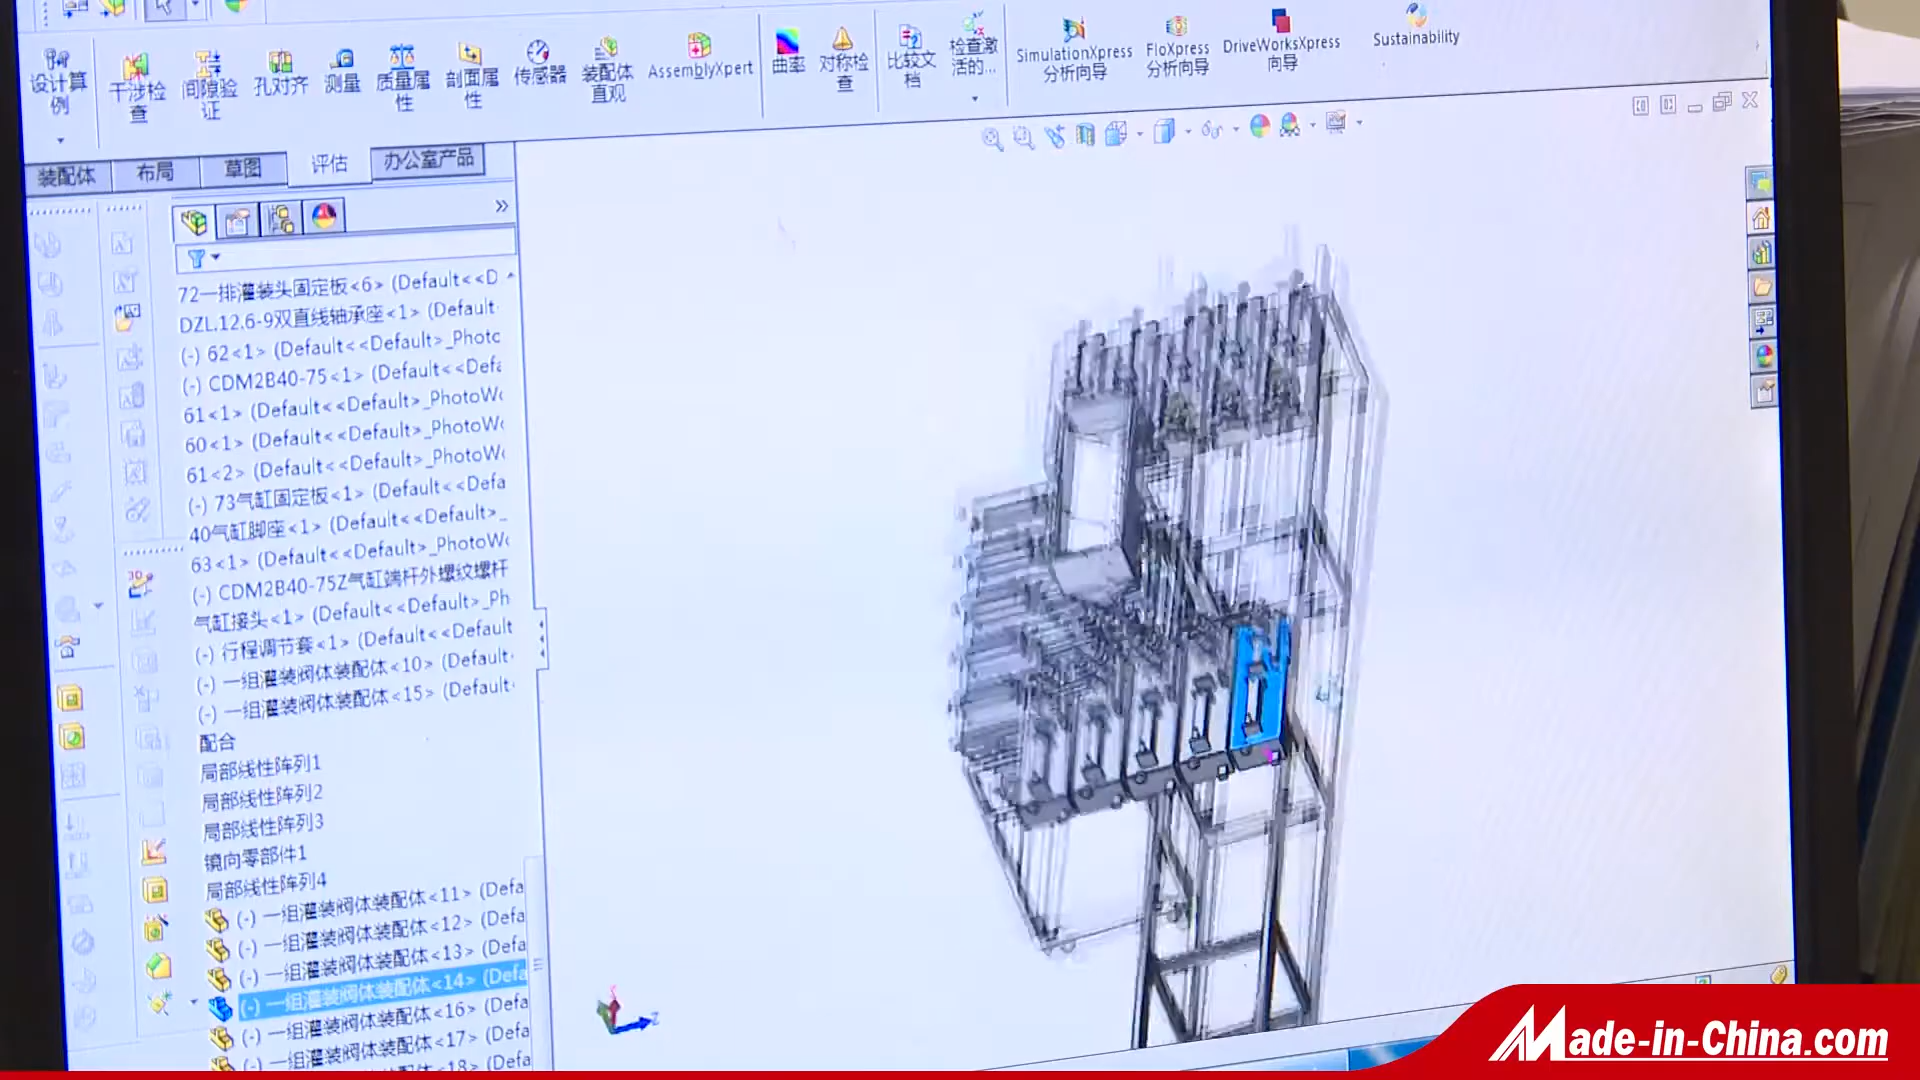 设计算例
干涉检查
间隙验证
孔对齐
测量
质量属性
剖面属性
传感器
装配体直观
AssemblyXpert
曲率
对称检查
比较文档
检查激活的...
SimulationXpress 分析向导
FloXpress 分析向导
DriveWorksXpress 向导
Sustainability
装配体 布局 草图 评估 办公室产品
72一排灌装头固定板<6> (Default<<D
DZL.12.6-9双直线轴承座<1> (Default
(-) 62<1> (Default<<Default>_Photo
(-) CDM2B40-75<1> (Default<<Defa
61<1> (Default<<Default>_PhotoWo
60<1> (Default<<Default>_PhotoWo
61<2> (Default<<Default>_PhotoWo
(-) 73气缸固定板<1> (Default<<Defa
40气缸脚座<1> (Default<<Default>_
63<1> (Default<<Default>_PhotoWo
(-) CDM2B40-75Z气缸端杆外螺纹螺杆
气缸接头<1> (Default<<Default>_Ph
(-) 行程调节套<1> (Default<<Default
(-) 一组灌装阀体装配体<10> (Default
(-) 一组灌装阀体装配体<15> (Default
配合
局部线性阵列1
局部线性阵列2
局部线性阵列3
镜向零部件1
局部线性阵列4
(-) 一组灌装阀体装配体<11> (Defa
(-) 一组灌装阀体装配体<12> (Defa
(-) 一组灌装阀体装配体<13> (Defa
(-) 一组灌装阀体装配体<14> (Defa
(-) 一组灌装阀体装配体<16> (Defa
(-) 一组灌装阀体装配体<17> (Defa
<18> (Defa
Z
Made-in-China.com